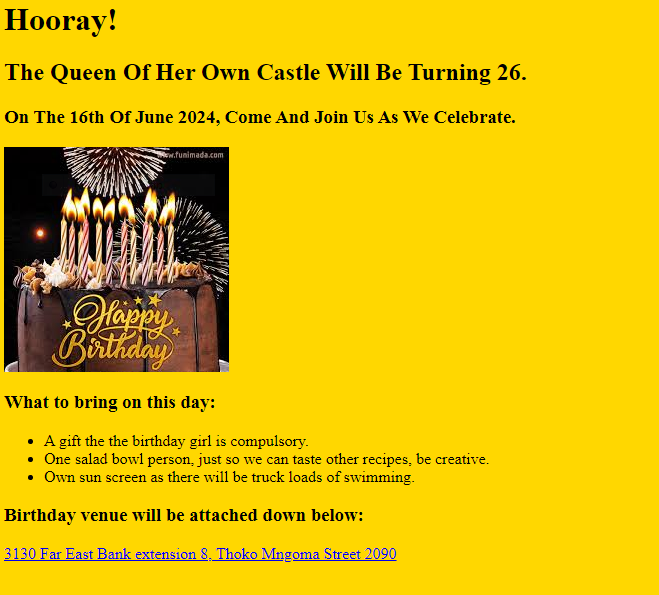 Hooray!
The Queen Of Her Own Castle Will Be Turning 26.
On The 16th Of June 2024, Come And Join Us As We Celebrate.
www.funimada.com
Happy
Birthday
What to bring on this day:
• A gift the the birthday girl is compulsory.
• One salad bowl person, just so we can taste other recipes, be creative.
• Own sun screen as there will be truck loads of swimming.
Birthday venue will be attached down below:
3130 Far East Bank extension 8, Thoko Mngoma Street 2090